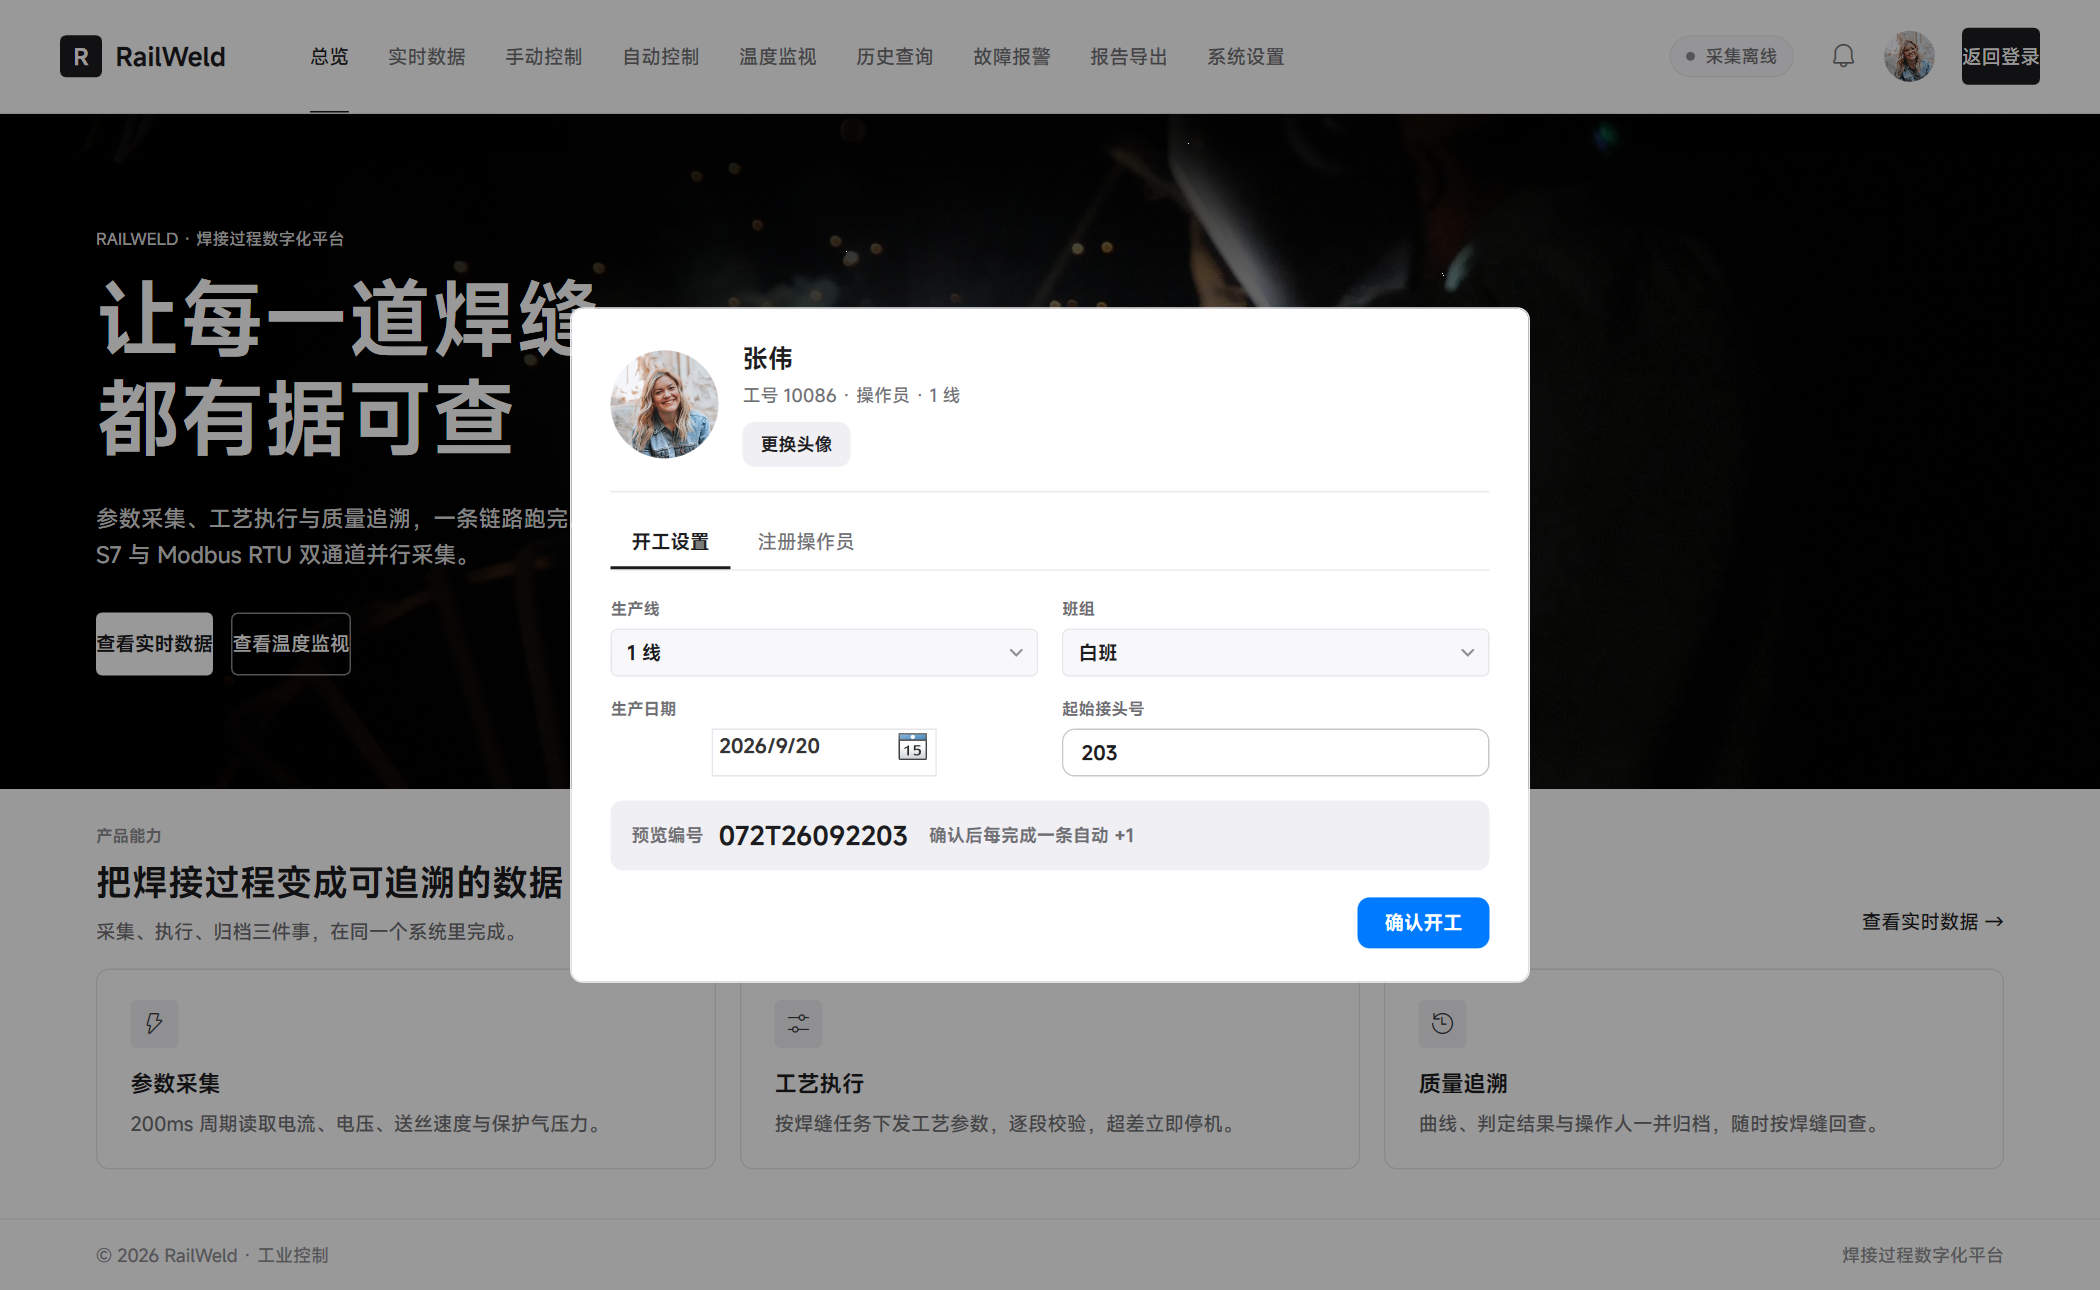 R RailWeld 总览 实时数据 手动控制 自动控制 温度监视 历史查询 故障报警 报告导出 系统设置 采集离线 返回登录
RAILWELD · 焊接过程数字化平台
让每一道焊缝
都有据可查
参数采集、工艺执行与质量追溯，一条链路跑完
S7 与 Modbus RTU 双通道并行采集。
查看实时数据 查看温度监视
张伟
工号 10086 · 操作员 · 1 线
更换头像
开工设置 注册操作员
生产线 班组
1 线 白班
生产日期 起始接头号
2026/9/20 15 203
预览编号 072T26092203 确认后每完成一条自动 +1
确认开工
产品能力
把焊接过程变成可追溯的数据
采集、执行、归档三件事，在同一个系统里完成。
查看实时数据 →
参数采集
200ms 周期读取电流、电压、送丝速度与保护气压力。
工艺执行
按焊缝任务下发工艺参数，逐段校验，超差立即停机。
质量追溯
曲线、判定结果与操作人一并归档，随时按焊缝回查。
© 2026 RailWeld · 工业控制 焊接过程数字化平台